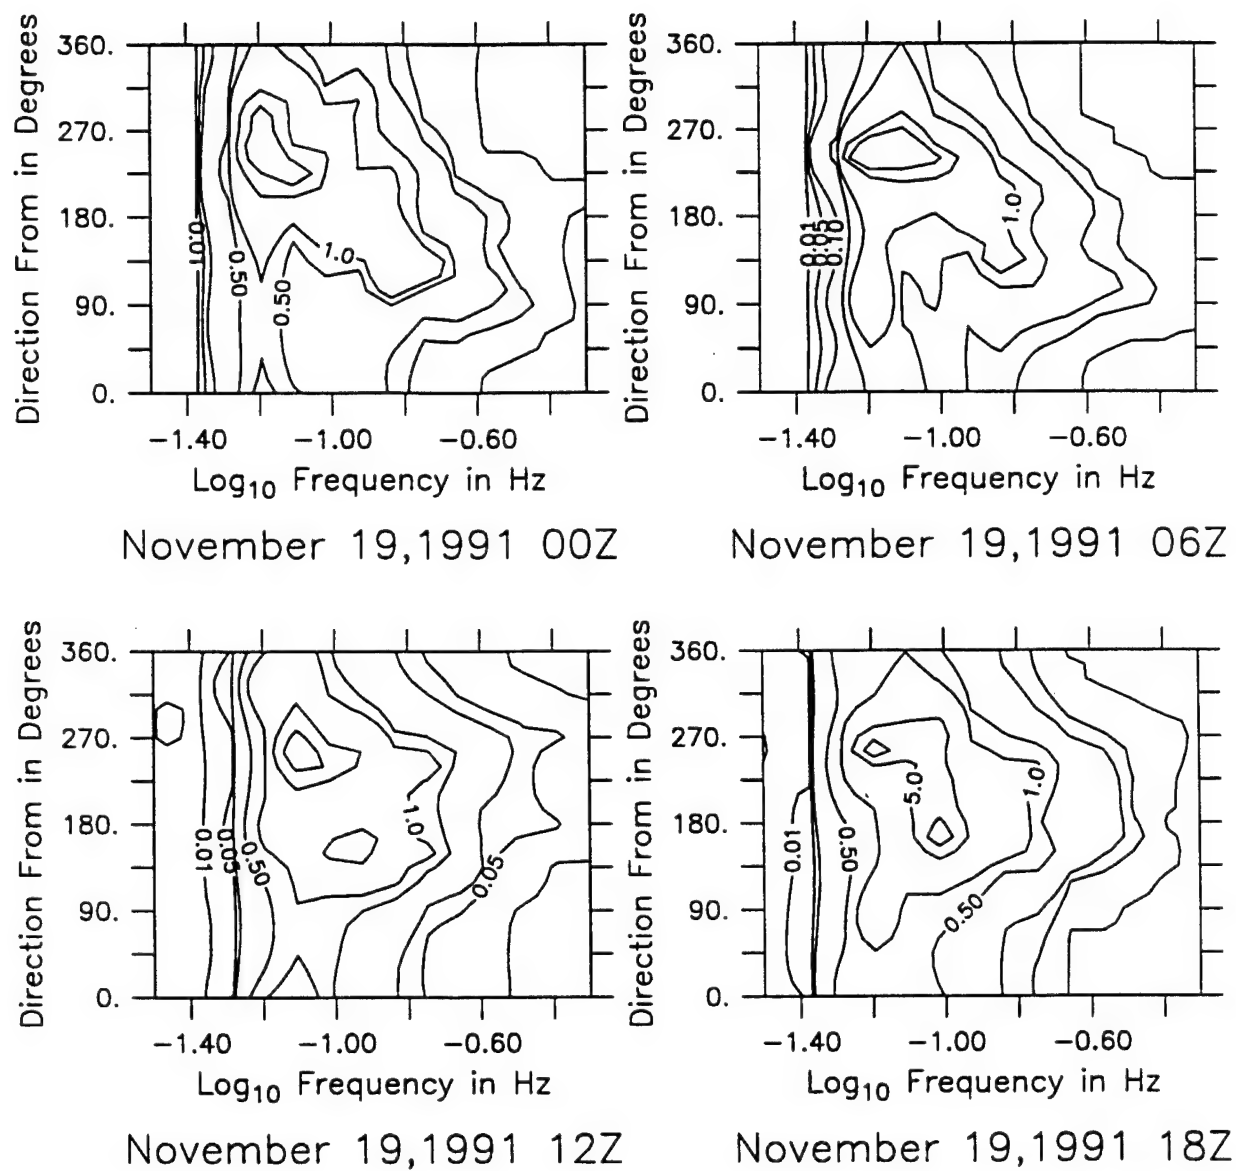 Direction From in Degrees
360.
270.
180.
90.
0.
0.01
0.50
0.50
1.0
−1.40 −1.00 −0.60
Log10 Frequency in Hz
November 19,1991 00Z
Direction From in Degrees
360.
270.
180.
90.
0.
0.01
0.05
0.10
1.0
−1.40 −1.00 −0.60
Log10 Frequency in Hz
November 19,1991 06Z
Direction From in Degrees
360.
270.
180.
90.
0.
0.01
0.05
0.50
1.0
0.05
−1.40 −1.00 −0.60
Log10 Frequency in Hz
November 19,1991 12Z
Direction From in Degrees
360.
270.
180.
90.
0.
0.01
0.50
5.0
1.0
0.50
−1.40 −1.00 −0.60
Log10 Frequency in Hz
November 19,1991 18Z